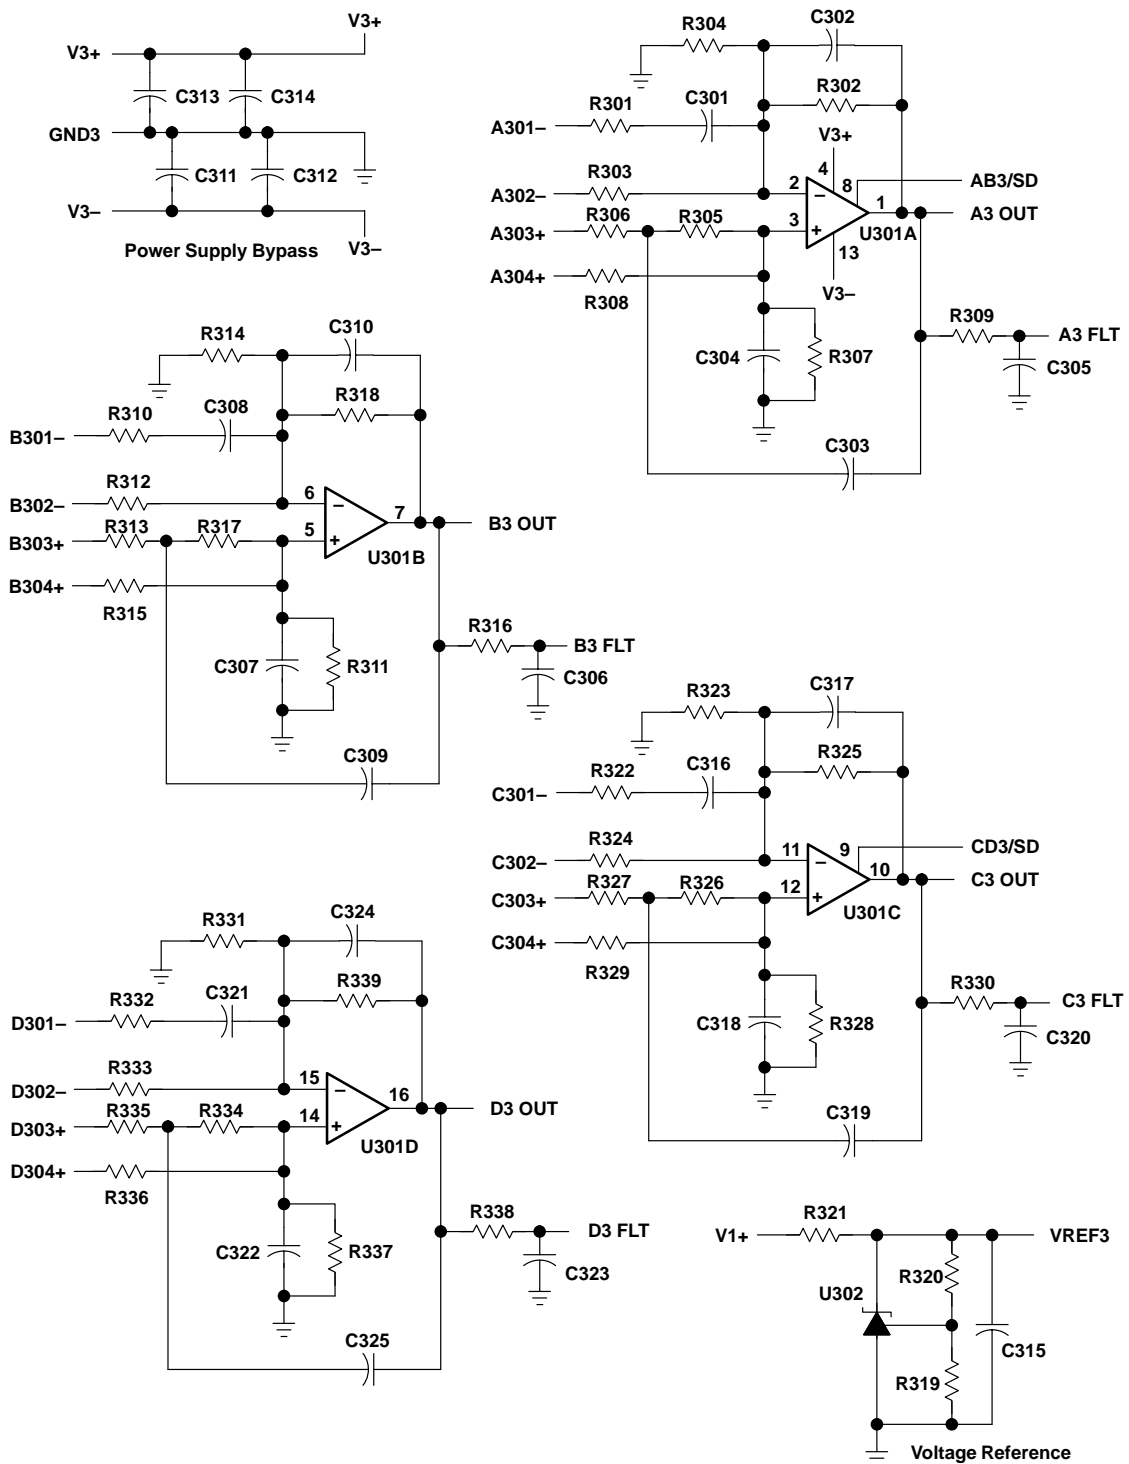 V3+
V3+
C313
C314
GND3
C311
C312
V3–
V3–
Power Supply Bypass
R304
C302
R302
R301
C301
A301–
V3+
4
R303
A302–
2
–
8
AB3/SD
1
A3 OUT
R306
R305
A303+
3
+
U301A
13
A304+
R308
V3–
R309
A3 FLT
C304
R307
C305
C303
R314
C310
R318
R310
C308
B301–
R312
B302–
6
–
7
B3 OUT
R313
R317
B303+
5
+
U301B
B304+
R315
R316
B3 FLT
C307
R311
C306
C309
R323
C317
R325
R322
C316
C301–
R324
C302–
11
–
9
CD3/SD
10
C3 OUT
R327
R326
C303+
12
+
U301C
C304+
R329
R330
C3 FLT
C318
R328
C320
C319
R331
C324
R339
R332
C321
D301–
R333
D302–
15
–
16
D3 OUT
R335
R334
D303+
14
+
U301D
D304+
R336
R338
D3 FLT
C322
R337
C323
C325
R321
V1+
VREF3
R320
U302
C315
R319
Voltage Reference